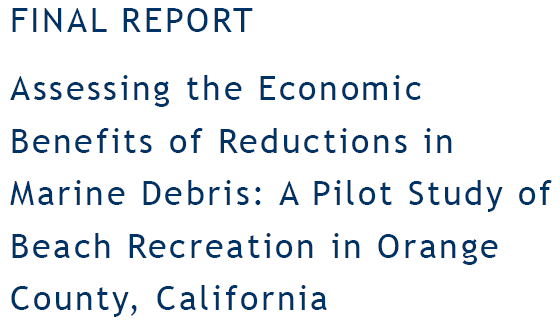 FINAL REPORT
Assessing the Economic
Benefits of Reductions in
Marine Debris: A Pilot Study of
Beach Recreation in Orange
County, California